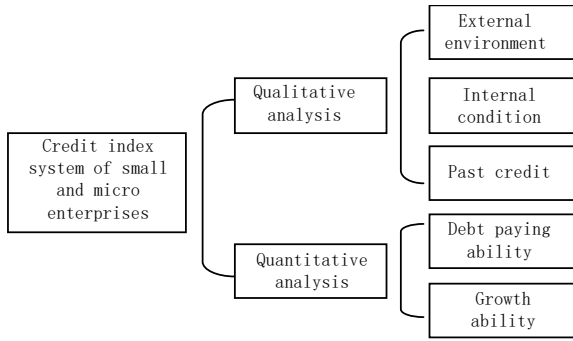 Credit index
system of small
and micro
enterprises
Qualitative
analysis
Quantitative
analysis
External
environment
Internal
condition
Past credit
Debt paying
ability
Growth
ability